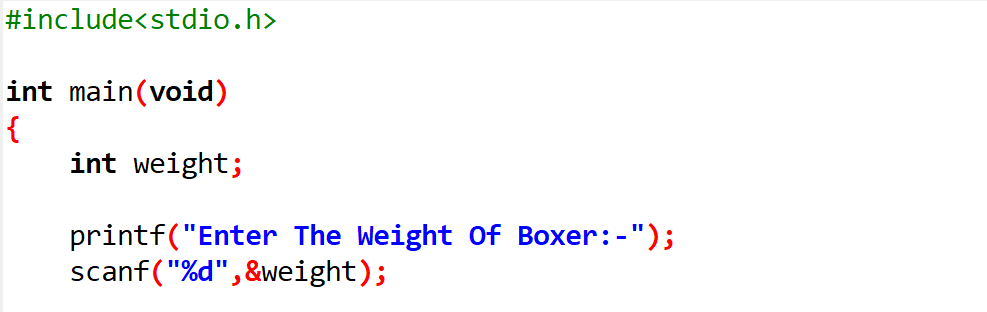 #include<stdio.h>
int main(void)
{
    int weight;
    printf("Enter The Weight Of Boxer:-");
    scanf("%d",&weight);